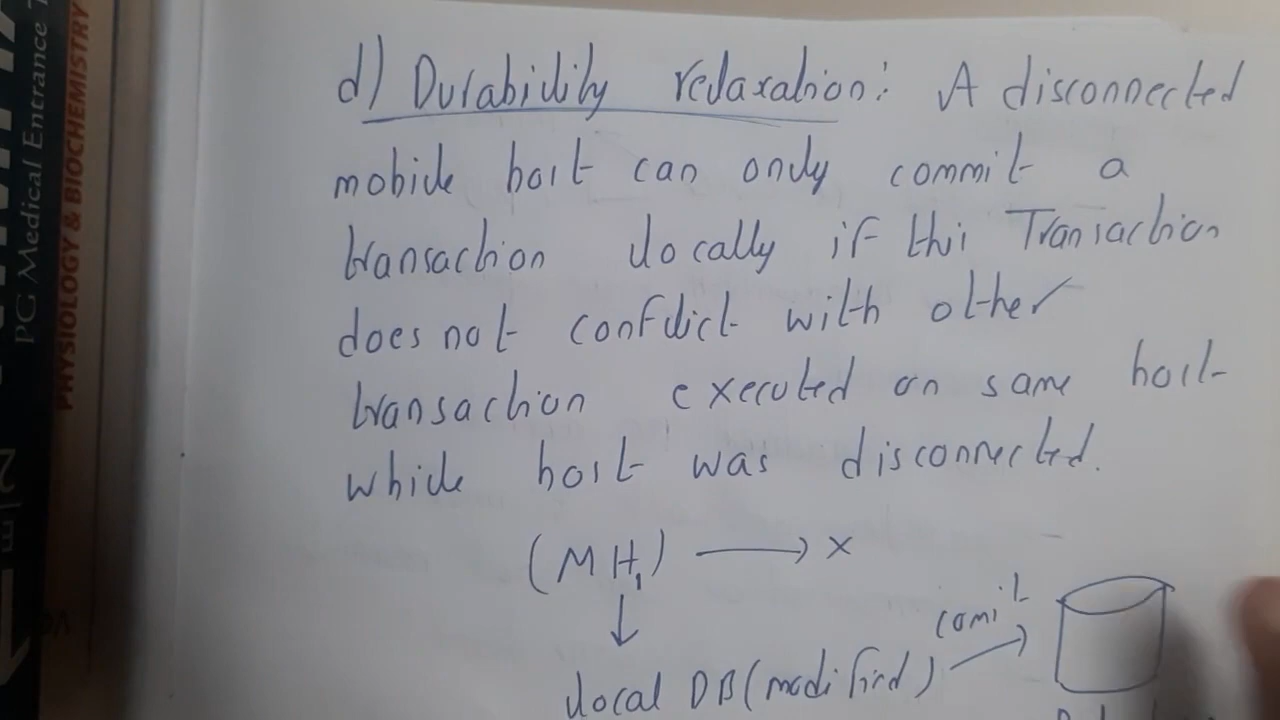 PG Medical Entrance
PHYSIOLOGY & BIOCHEMISTRY
d) Durability relaxation: A disconnected
mobile host can only commit a
transaction locally if this Transaction
does not conflict with other
transaction executed on same host
while host was disconnected.
(MH1) → x
↓
local DB (modified) → comit